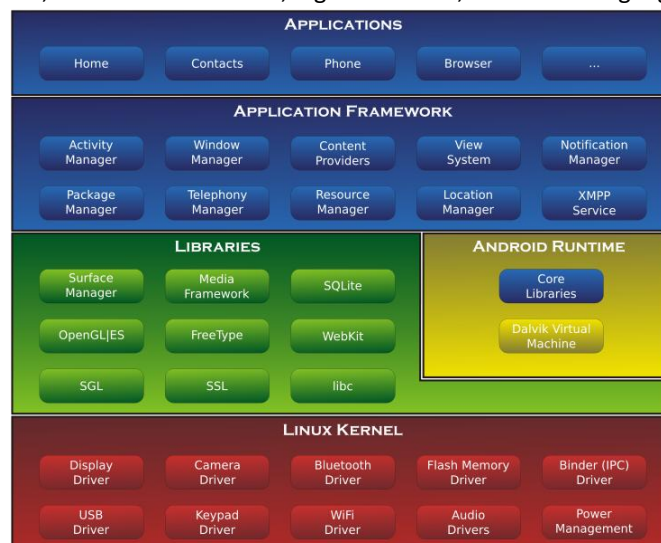 APPLICATIONS
Home
Contacts
Phone
Browser
...
APPLICATION FRAMEWORK
Activity
Manager
Window
Manager
Content
Providers
View
System
Notification
Manager
Package
Manager
Telephony
Manager
Resource
Manager
Location
Manager
XMPP
Service
LIBRARIES
Surface
Manager
Media
Framework
SQLite
OpenGL|ES
FreeType
WebKit
SGL
SSL
libc
ANDROID RUNTIME
Core
Libraries
Dalvik Virtual
Machine
LINUX KERNEL
Display
Driver
Camera
Driver
Bluetooth
Driver
Flash Memory
Driver
Binder (IPC)
Driver
USB
Driver
Keypad
Driver
WiFi
Driver
Audio
Drivers
Power
Management